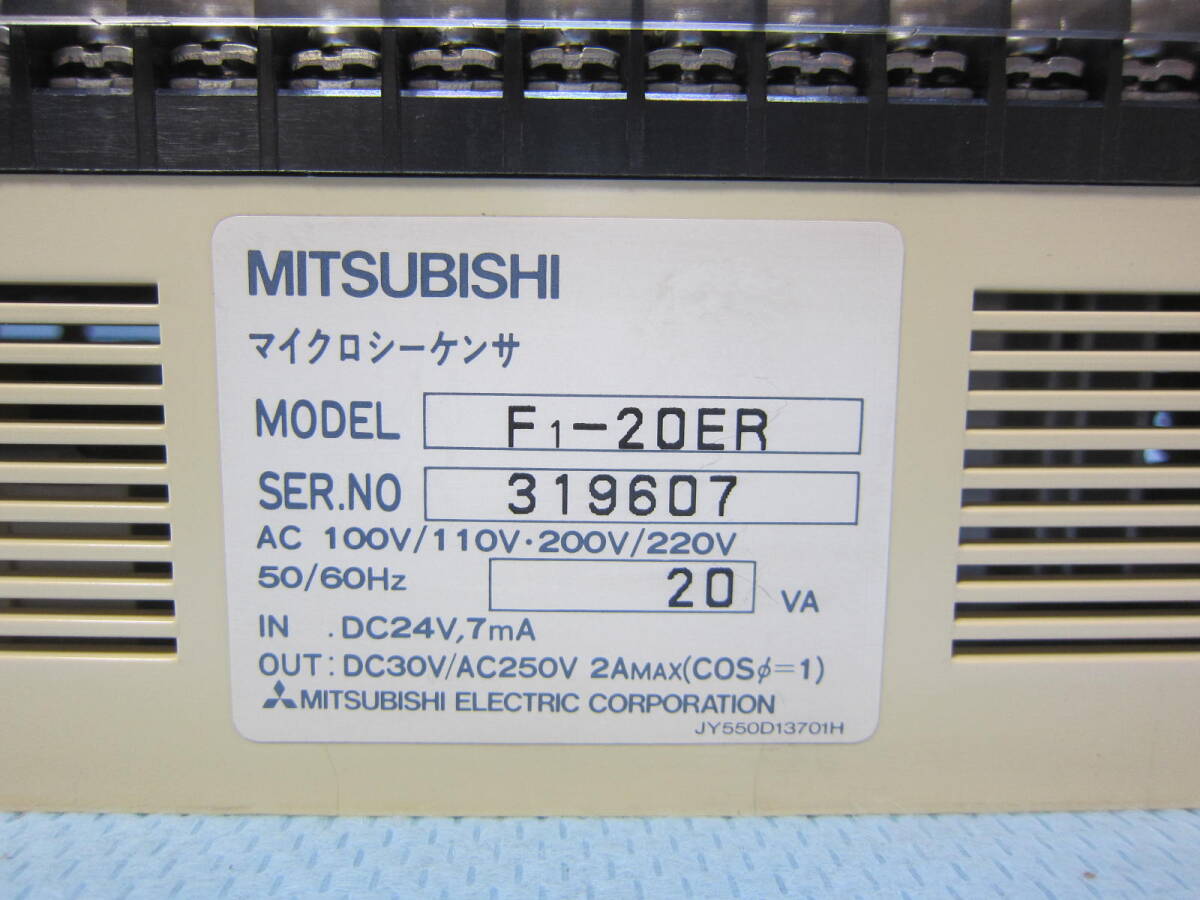 MITSUBISHI
マイクロシーケンサ
MODEL F1-20ER
SER.NO 319607
AC 100V/110V·200V/220V
50/60Hz 20 VA
IN . DC24V,7mA
OUT: DC30V/AC250V 2AMAX(COSφ=1)
MITSUBISHI ELECTRIC CORPORATION
JY550D13701H